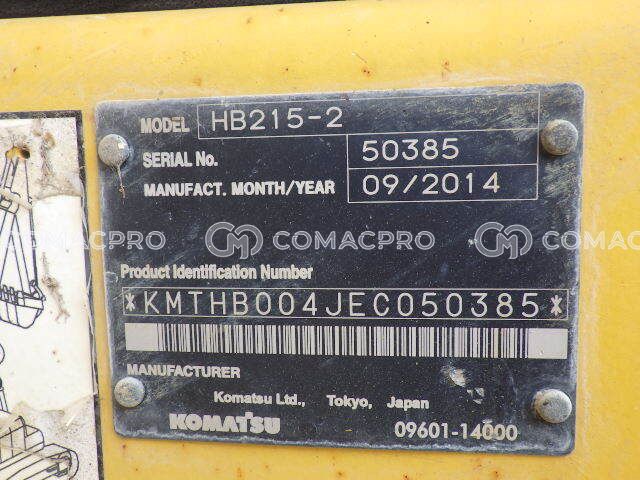 MODEL HB215-2
SERIAL No. 50385
MANUFACT. MONTH/YEAR 09/2014
COMACPRO COMACPRO COMACPRO
Product Identification Number
*KMTHB004JEC050385*
MANUFACTURER
Komatsu Ltd., Tokyo, Japan
KOMATSU 09601-14000